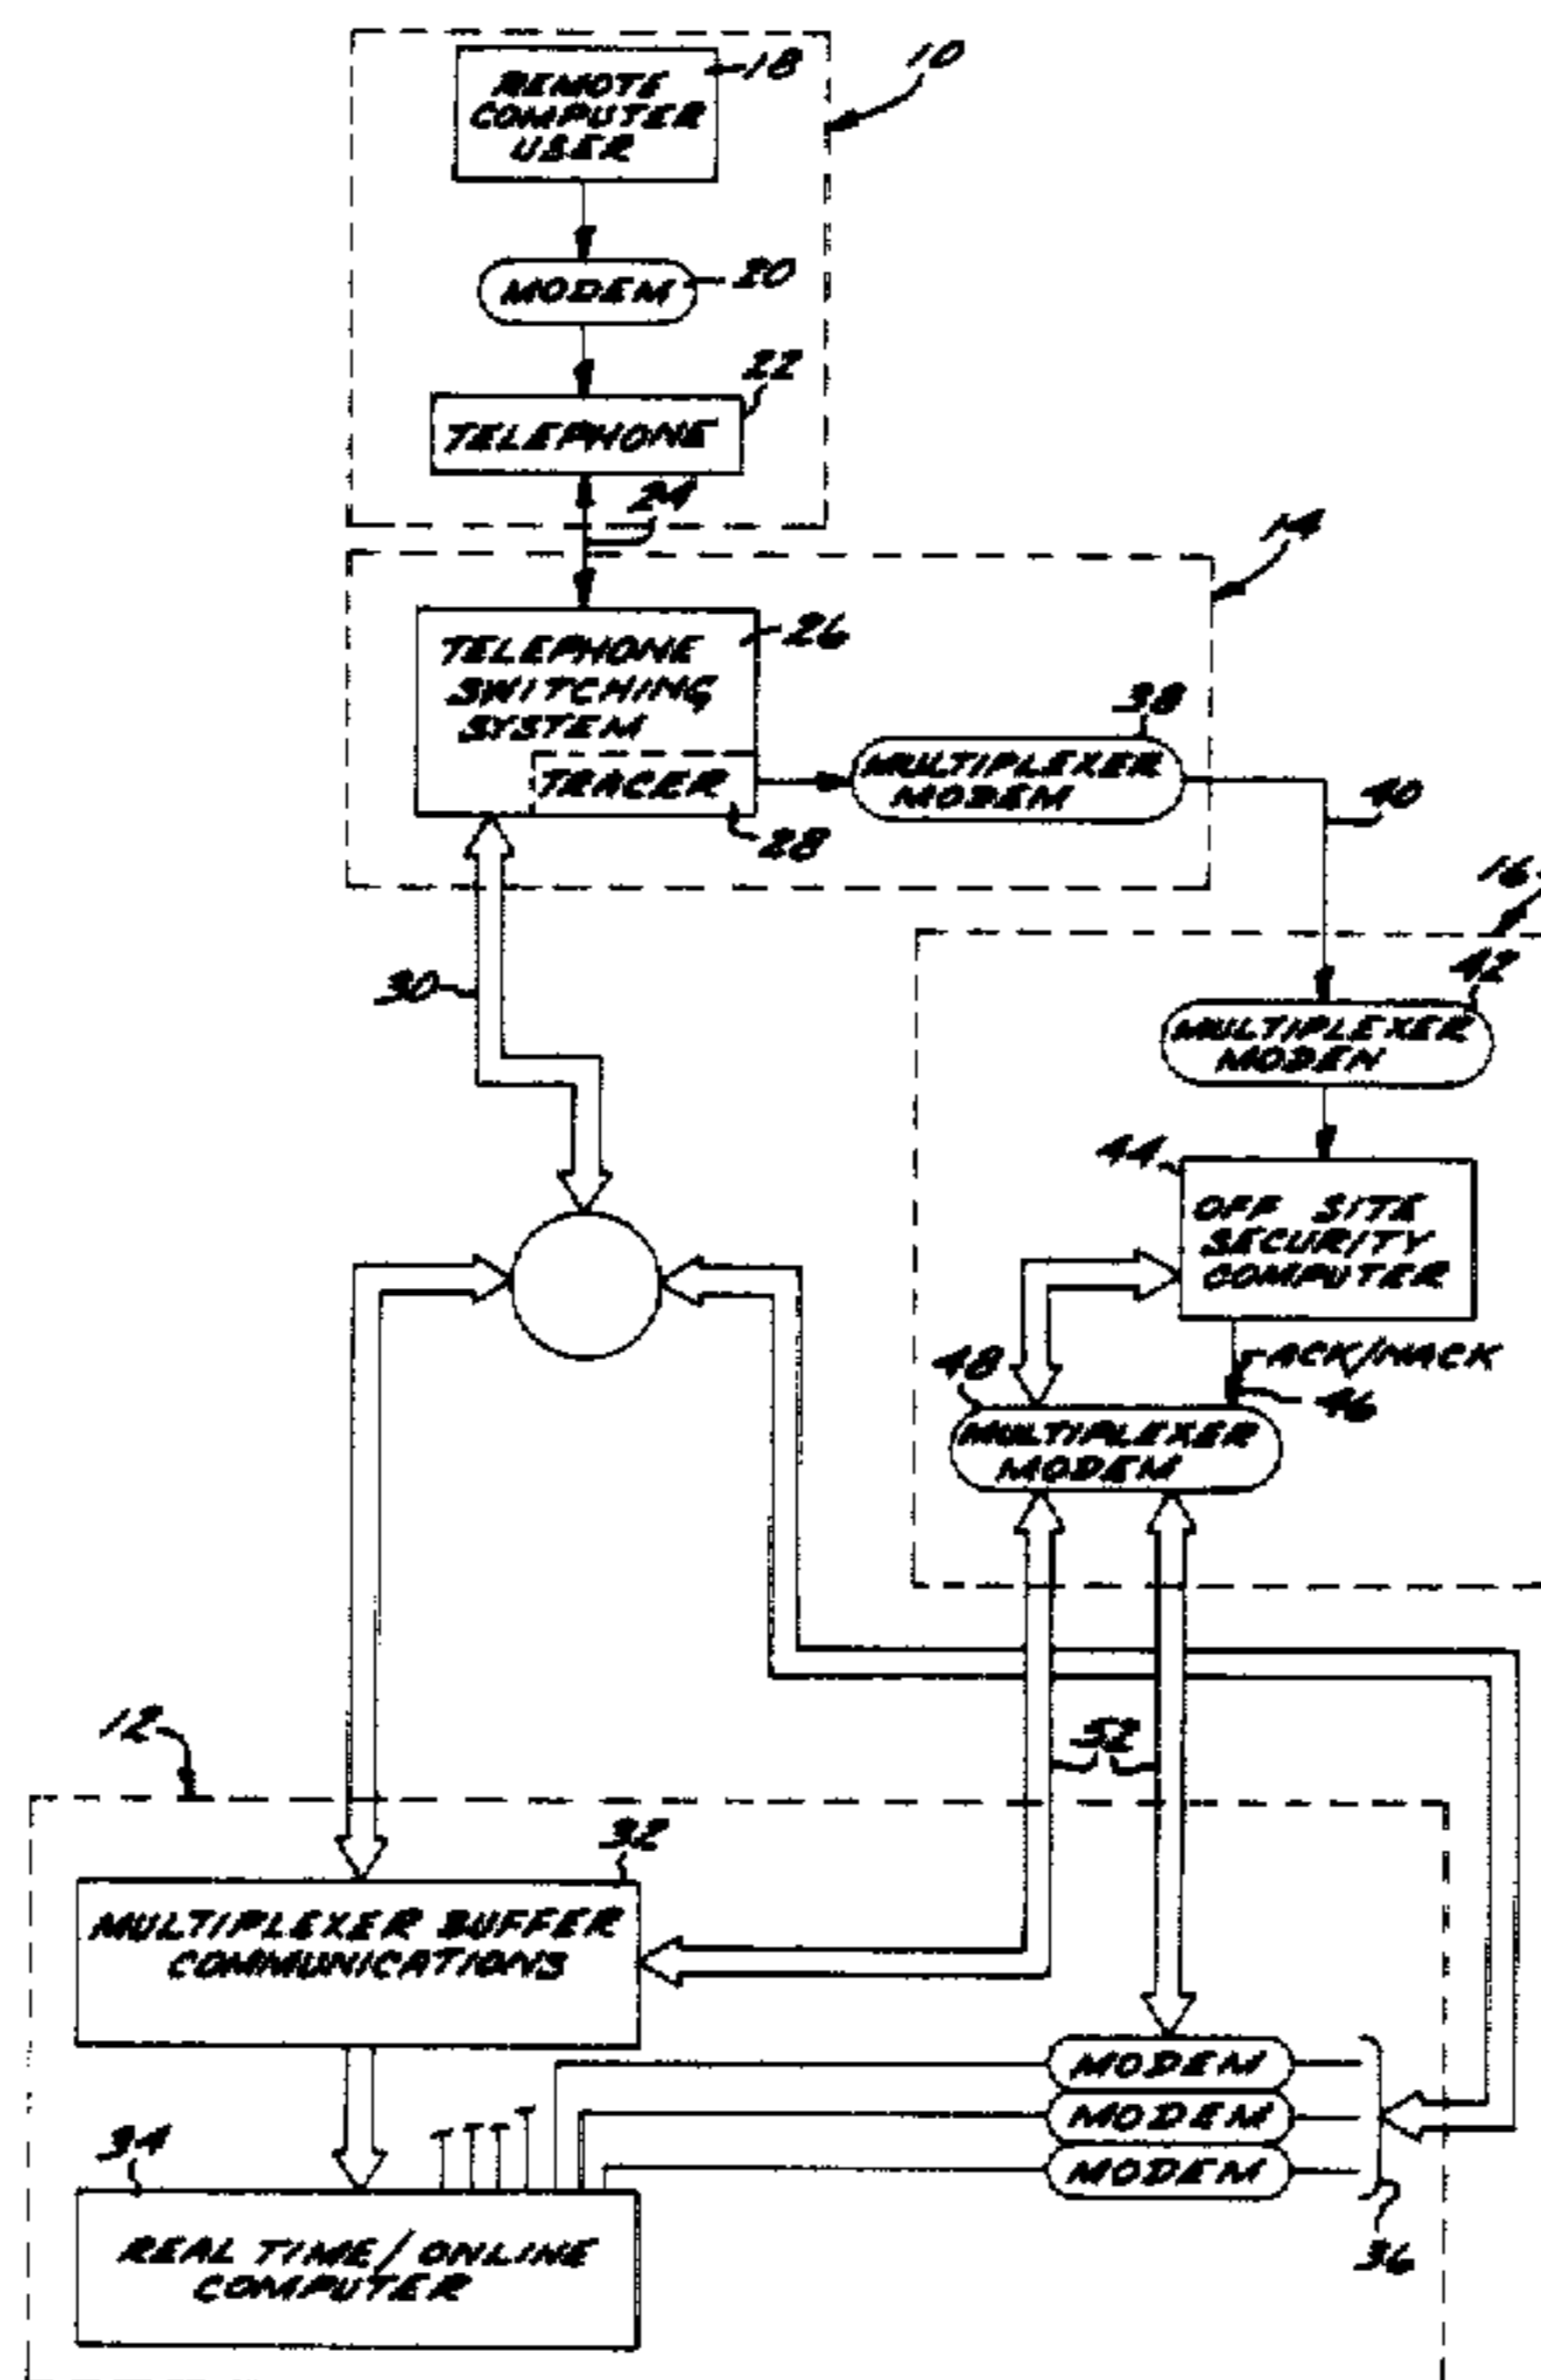 10
18
REMOTE
COMPUTER
USER
MODEM
20
22
TELEPHONE
24
14
TELEPHONE
SWITCHING
SYSTEM
26
TRACER
28
38
MULTIPLEXER
MODEM
40
16
30
42
MULTIPLEXER
MODEM
44
OFF SITE
SECURITY
COMPUTER
ACK/NACK
46
48
MULTIPLEXER
MODEM
52
12
32
MULTIPLEXER BUFFER
COMMUNICATIONS
MODEM
MODEM
MODEM
36
34
REAL TIME/ONLINE
COMPUTER